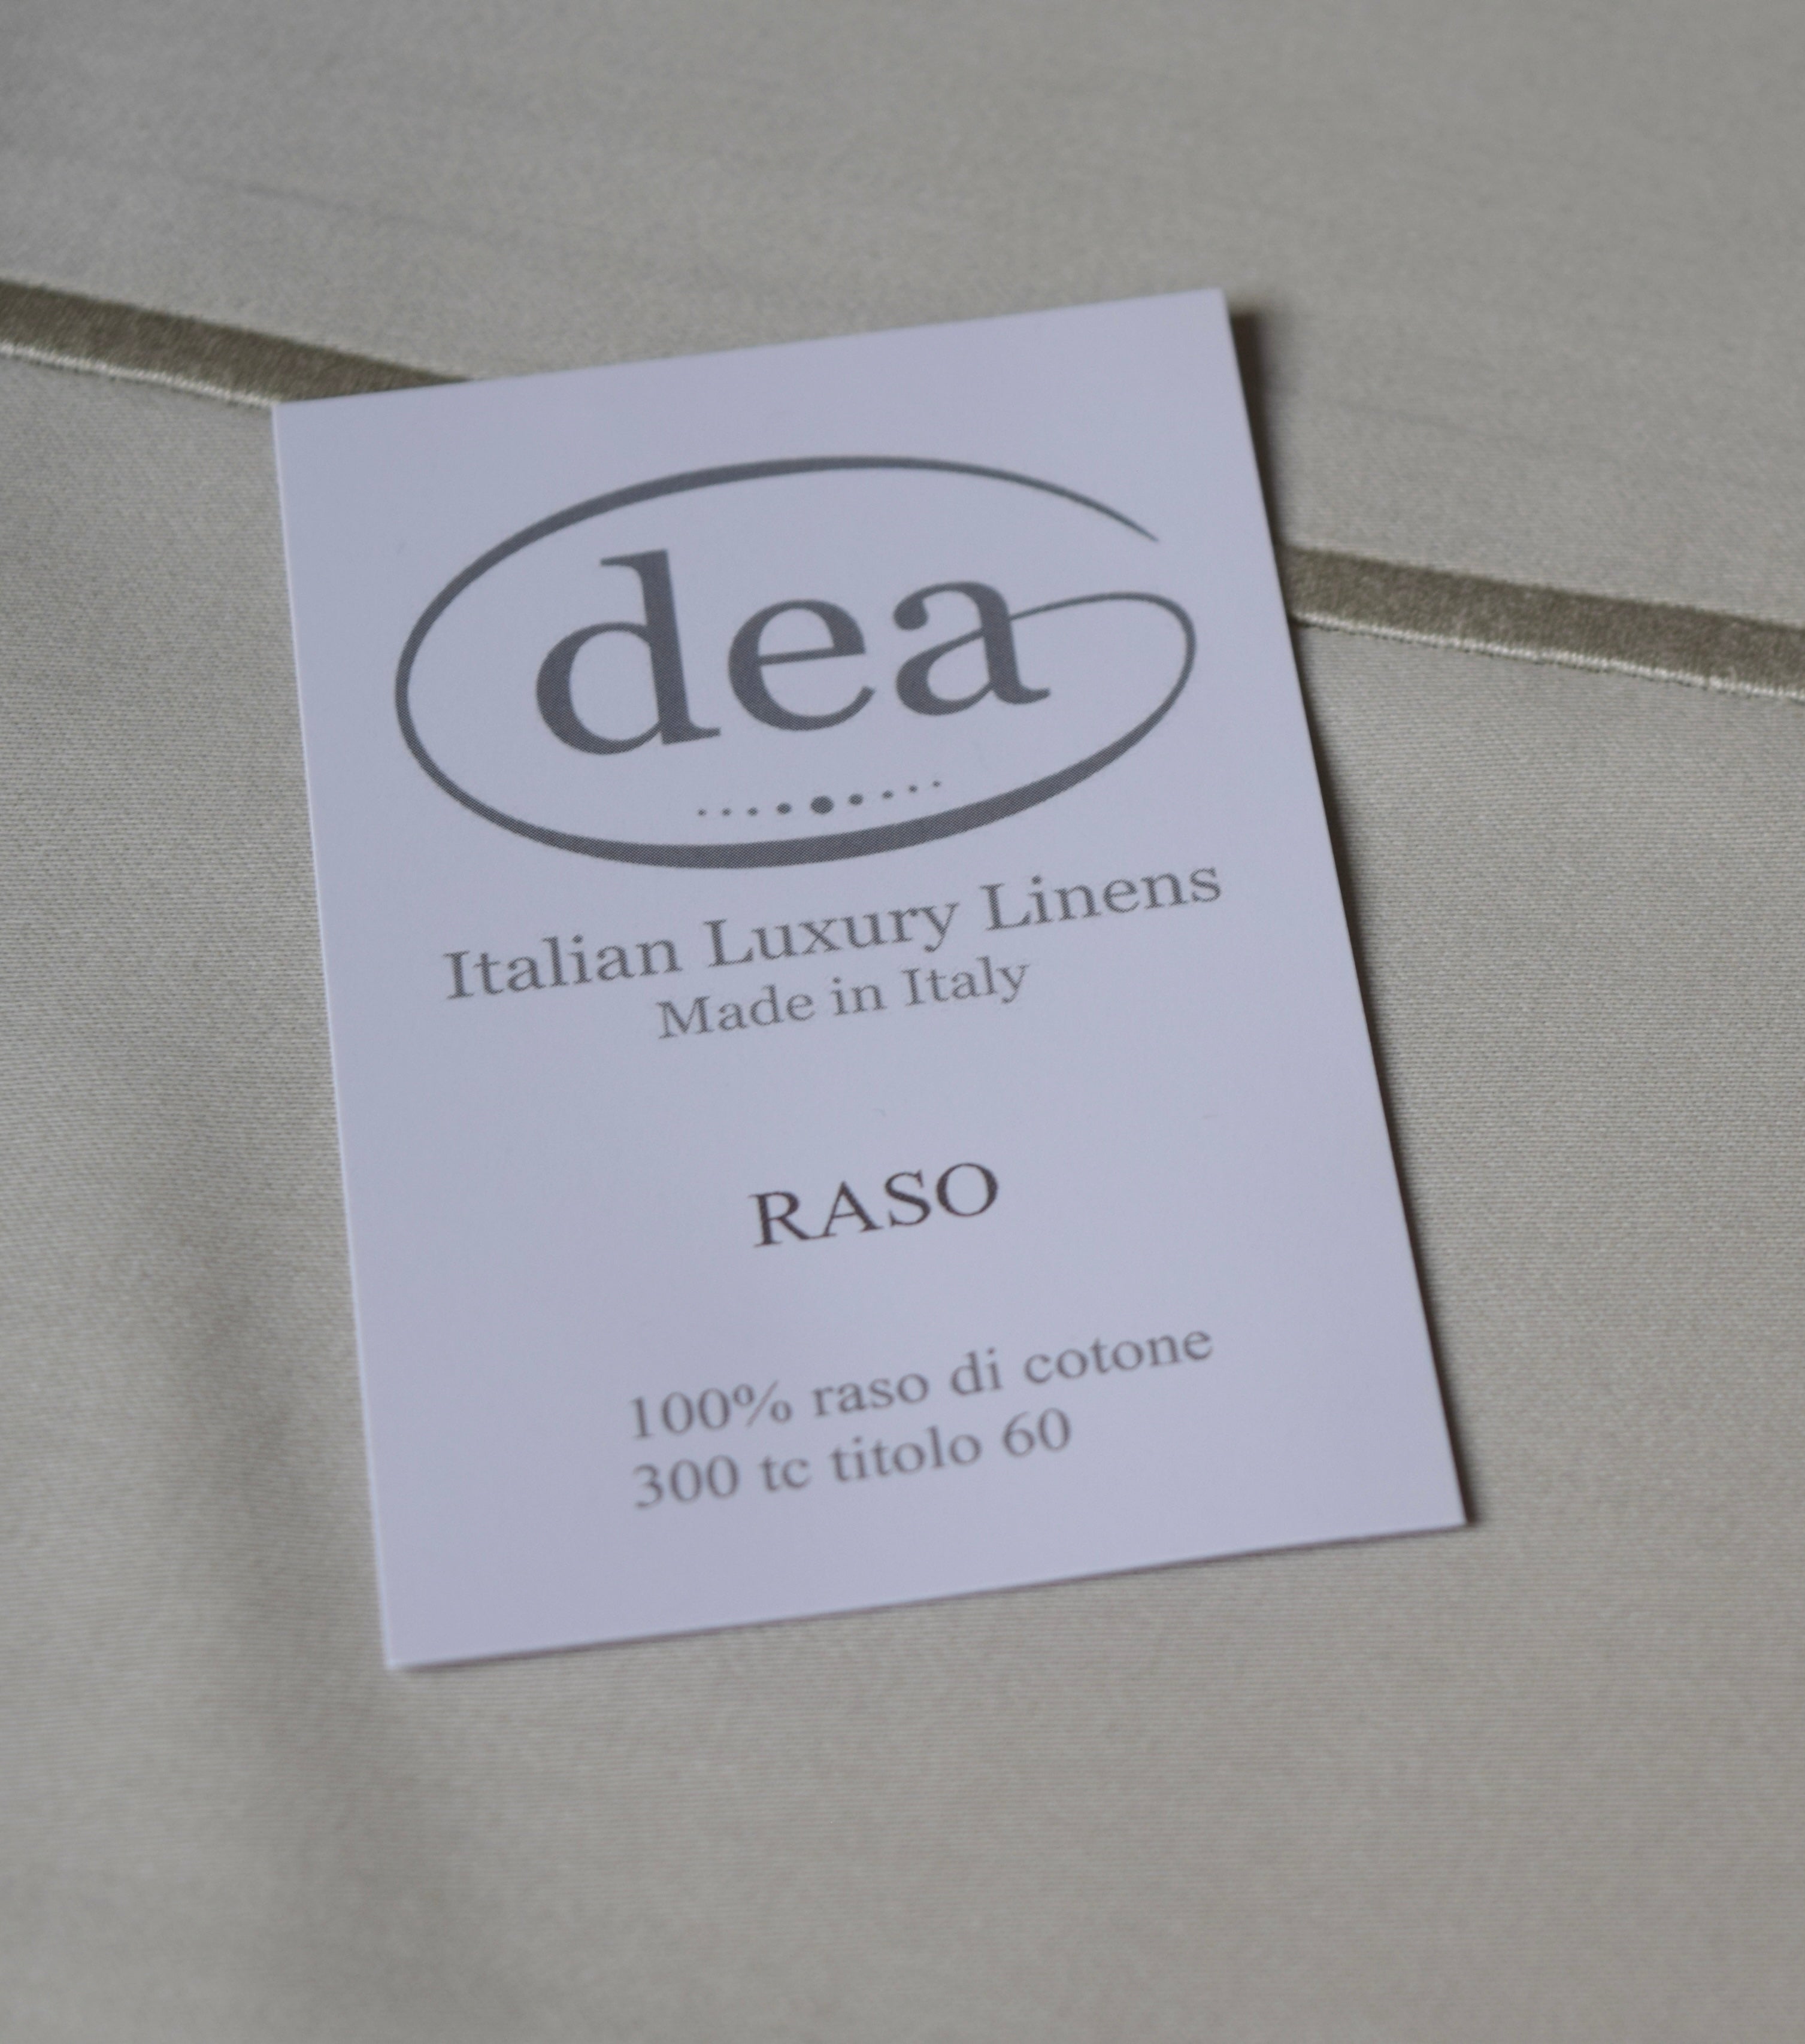 dea
Italian Luxury Linens
Made in Italy
RASO
100% raso di cotone
300 tc titolo 60